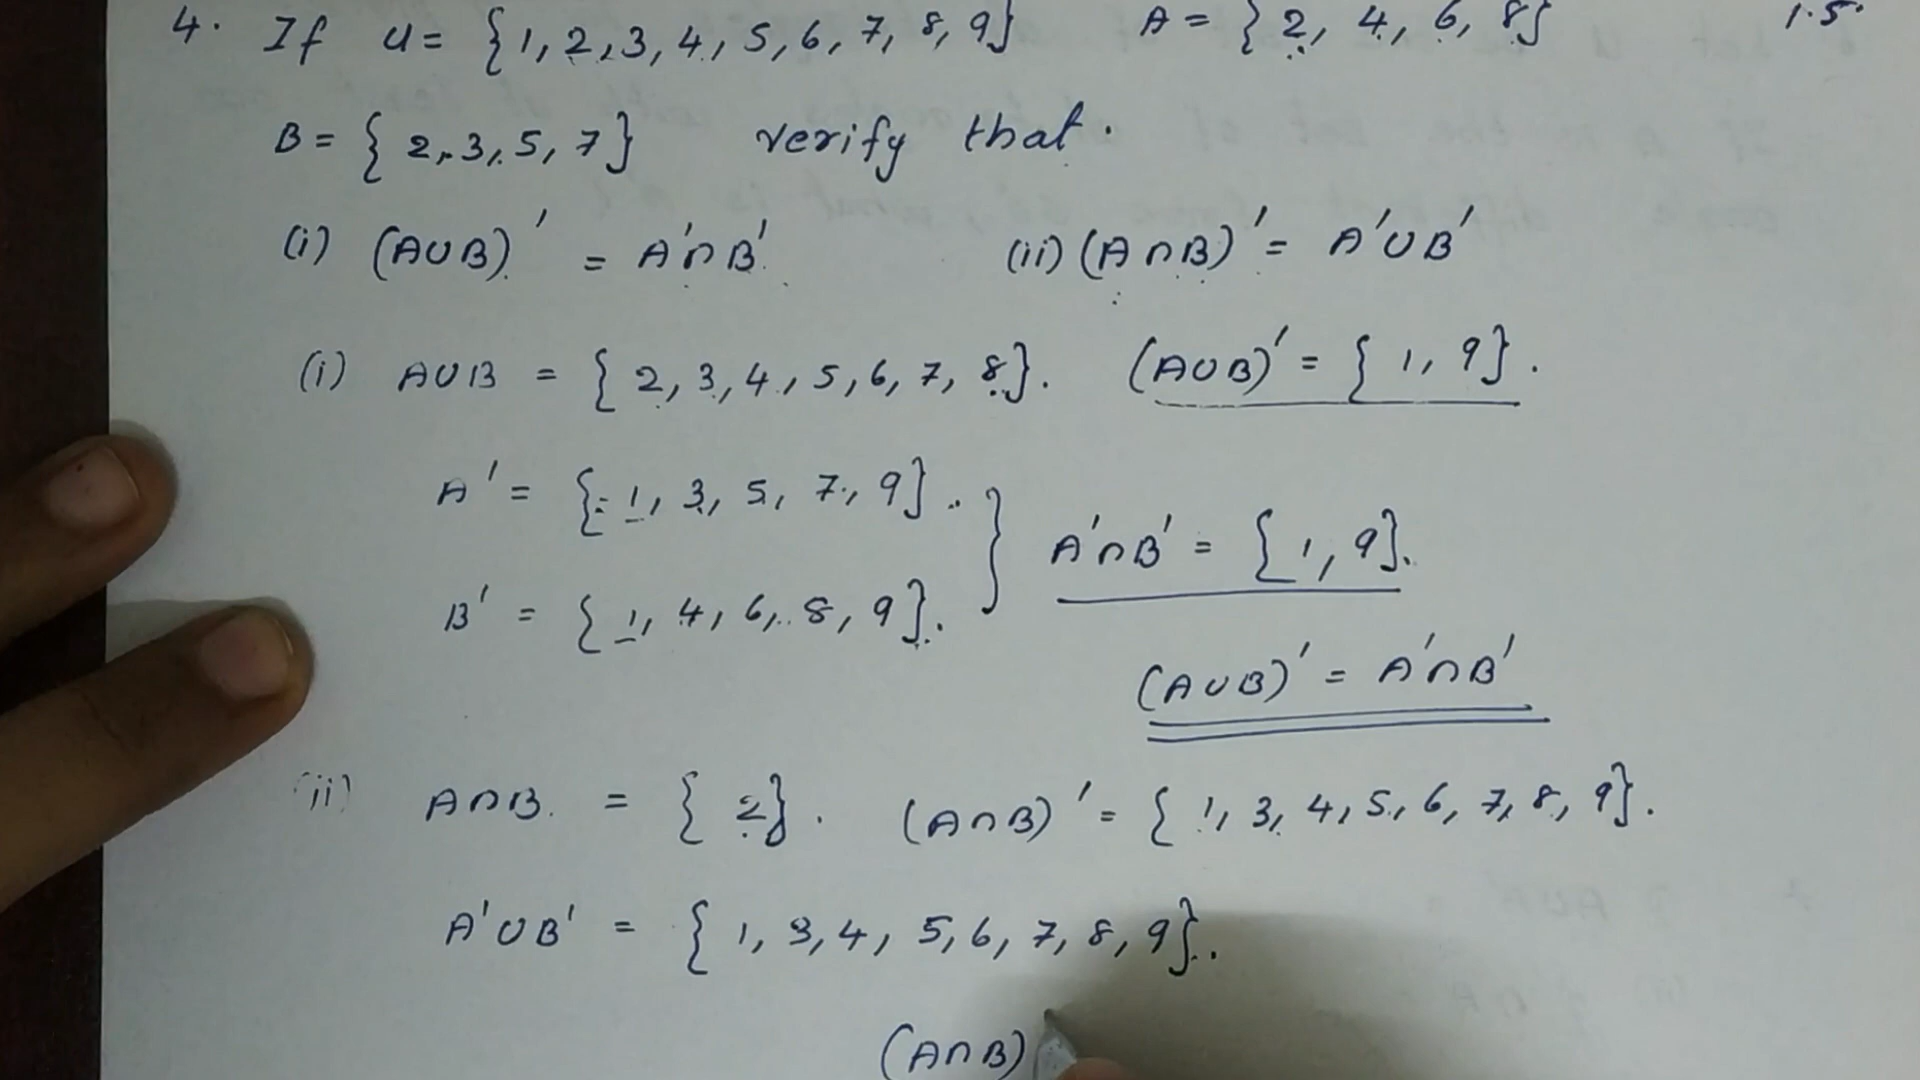 4. If U = {1, 2, 3, 4, 5, 6, 7, 8, 9} A = {2, 4, 6, 8} 1.5.
B = {2, 3, 5, 7} verify that.
(i) (A∪B)' = A'∩B' (ii) (A∩B)' = A'∪B'
(i) A∪B = {2, 3, 4, 5, 6, 7, 8}. (A∪B)' = {1, 9}.
A' = {1, 3, 5, 7, 9}.
A'∩B' = {1, 9}.
B' = {1, 4, 6, 8, 9}.
(A∪B)' = A'∩B'
(ii) A∩B = {2}. (A∩B)' = {1, 3, 4, 5, 6, 7, 8, 9}.
A'∪B' = {1, 3, 4, 5, 6, 7, 8, 9}.
(A∩B)